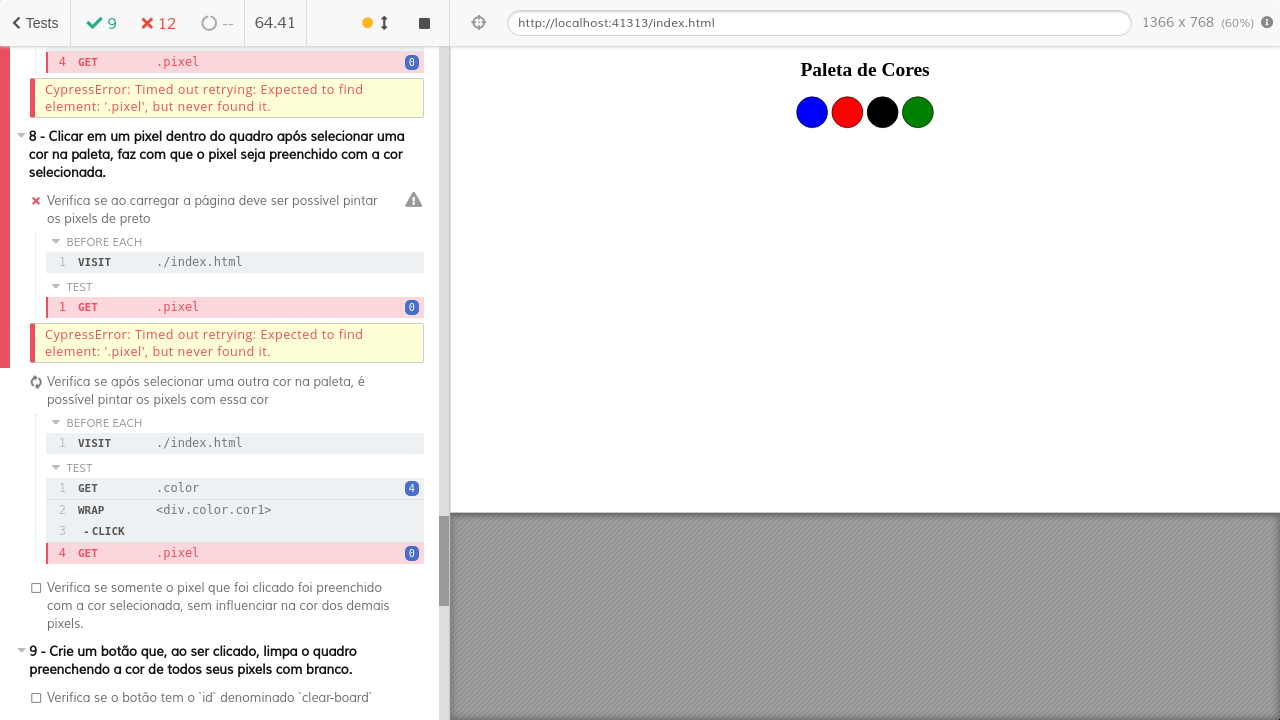 Tests 9 12 -- 64.41 http://localhost:41313/index.html 1366 x 768 (60%)
4 GET .pixel 0
CypressError: Timed out retrying: Expected to find
element: '.pixel', but never found it.
8 - Clicar em um pixel dentro do quadro após selecionar uma
cor na paleta, faz com que o pixel seja preenchido com a cor
selecionada.
Verifica se ao carregar a página deve ser possível pintar
os pixels de preto
BEFORE EACH
1 VISIT ./index.html
TEST
1 GET .pixel 0
CypressError: Timed out retrying: Expected to find
element: '.pixel', but never found it.
Verifica se após selecionar uma outra cor na paleta, é
possível pintar os pixels com essa cor
BEFORE EACH
1 VISIT ./index.html
TEST
1 GET .color 4
2 WRAP <div.color.cor1>
3 - CLICK
4 GET .pixel 0
Verifica se somente o pixel que foi clicado foi preenchido
com a cor selecionada, sem influenciar na cor dos demais
pixels.
9 - Crie um botão que, ao ser clicado, limpa o quadro
preenchendo a cor de todos seus pixels com branco.
Verifica se o botão tem o `id` denominado `clear-board`
Paleta de Cores